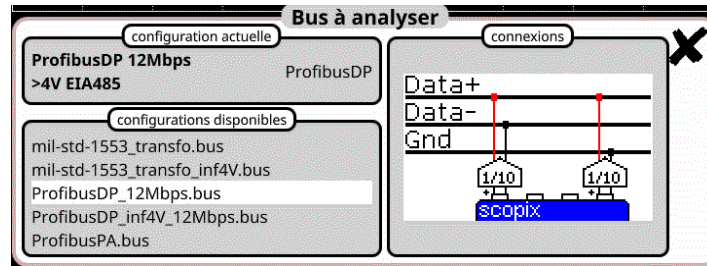 Bus à analyser
configuration actuelle
ProfibusDP 12Mbps
>4V EIA485
ProfibusDP
configurations disponibles
mil-std-1553_transfo.bus
mil-std-1553_transfo_inf4V.bus
ProfibusDP_12Mbps.bus
ProfibusDP_inf4V_12Mbps.bus
ProfibusPA.bus
connexions
Data+
Data-
Gnd
1/10 1/10
+ +
scopix